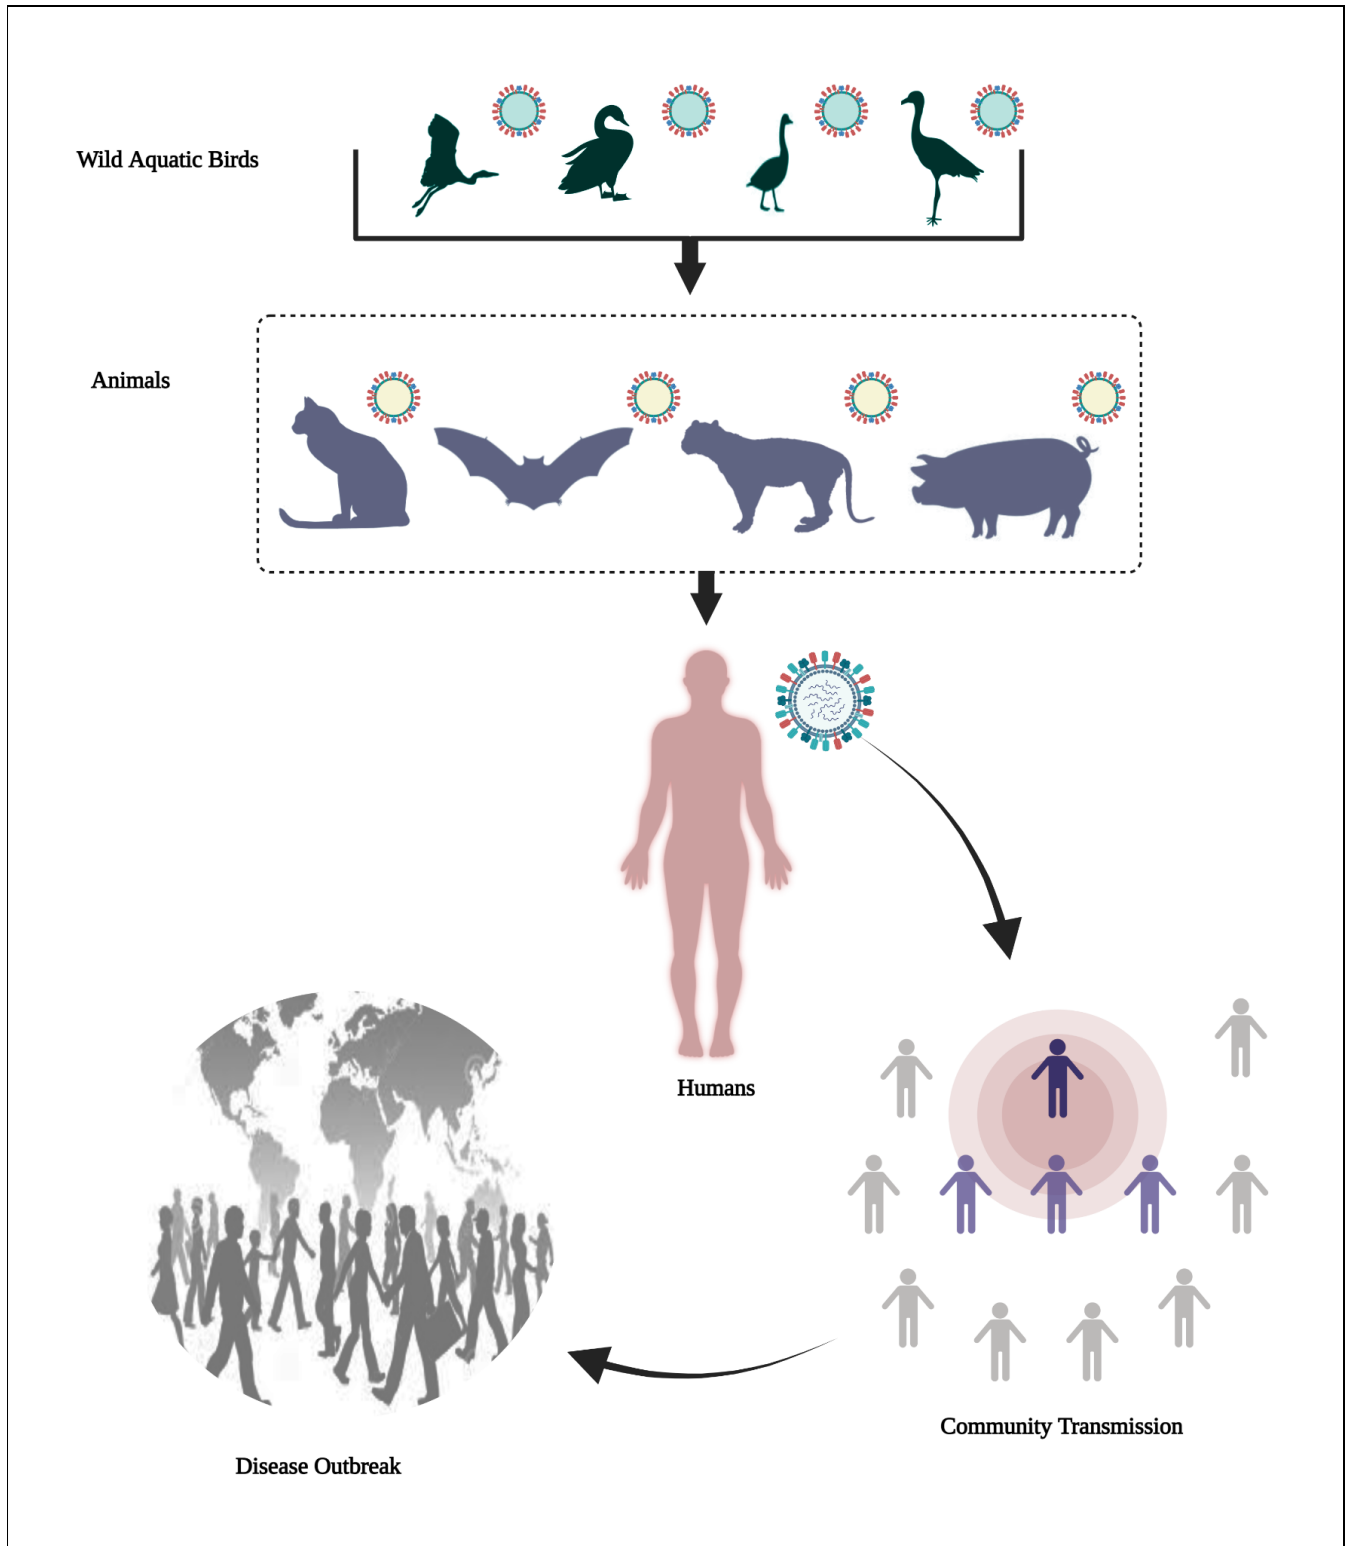 Wild Aquatic Birds
Animals
Humans
Community Transmission
Disease Outbreak